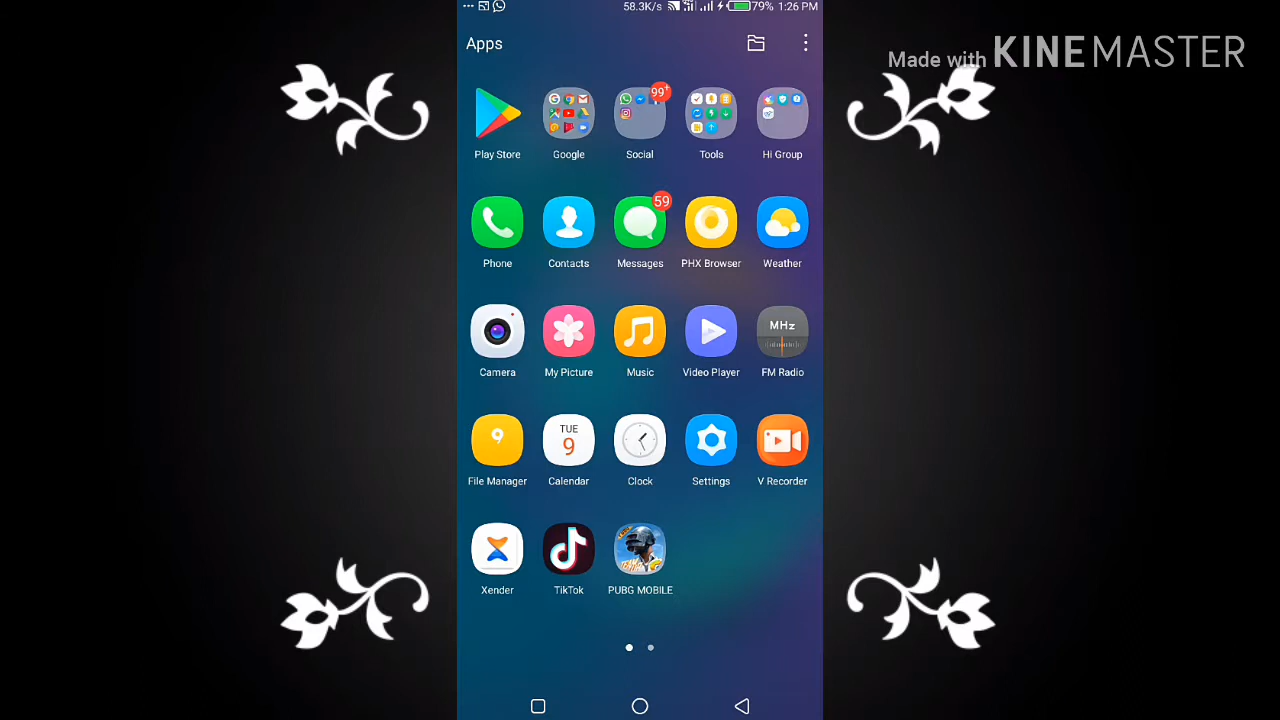 58.3K/s 79% 1:26 PM
Apps
Made with KINEMASTER
99+
Play Store Google Social Tools Hi Group
59
Phone Contacts Messages PHX Browser Weather
MHz
Camera My Picture Music Video Player FM Radio
TUE
9
File Manager Calendar Clock Settings V Recorder
Xender TikTok PUBG MOBILE